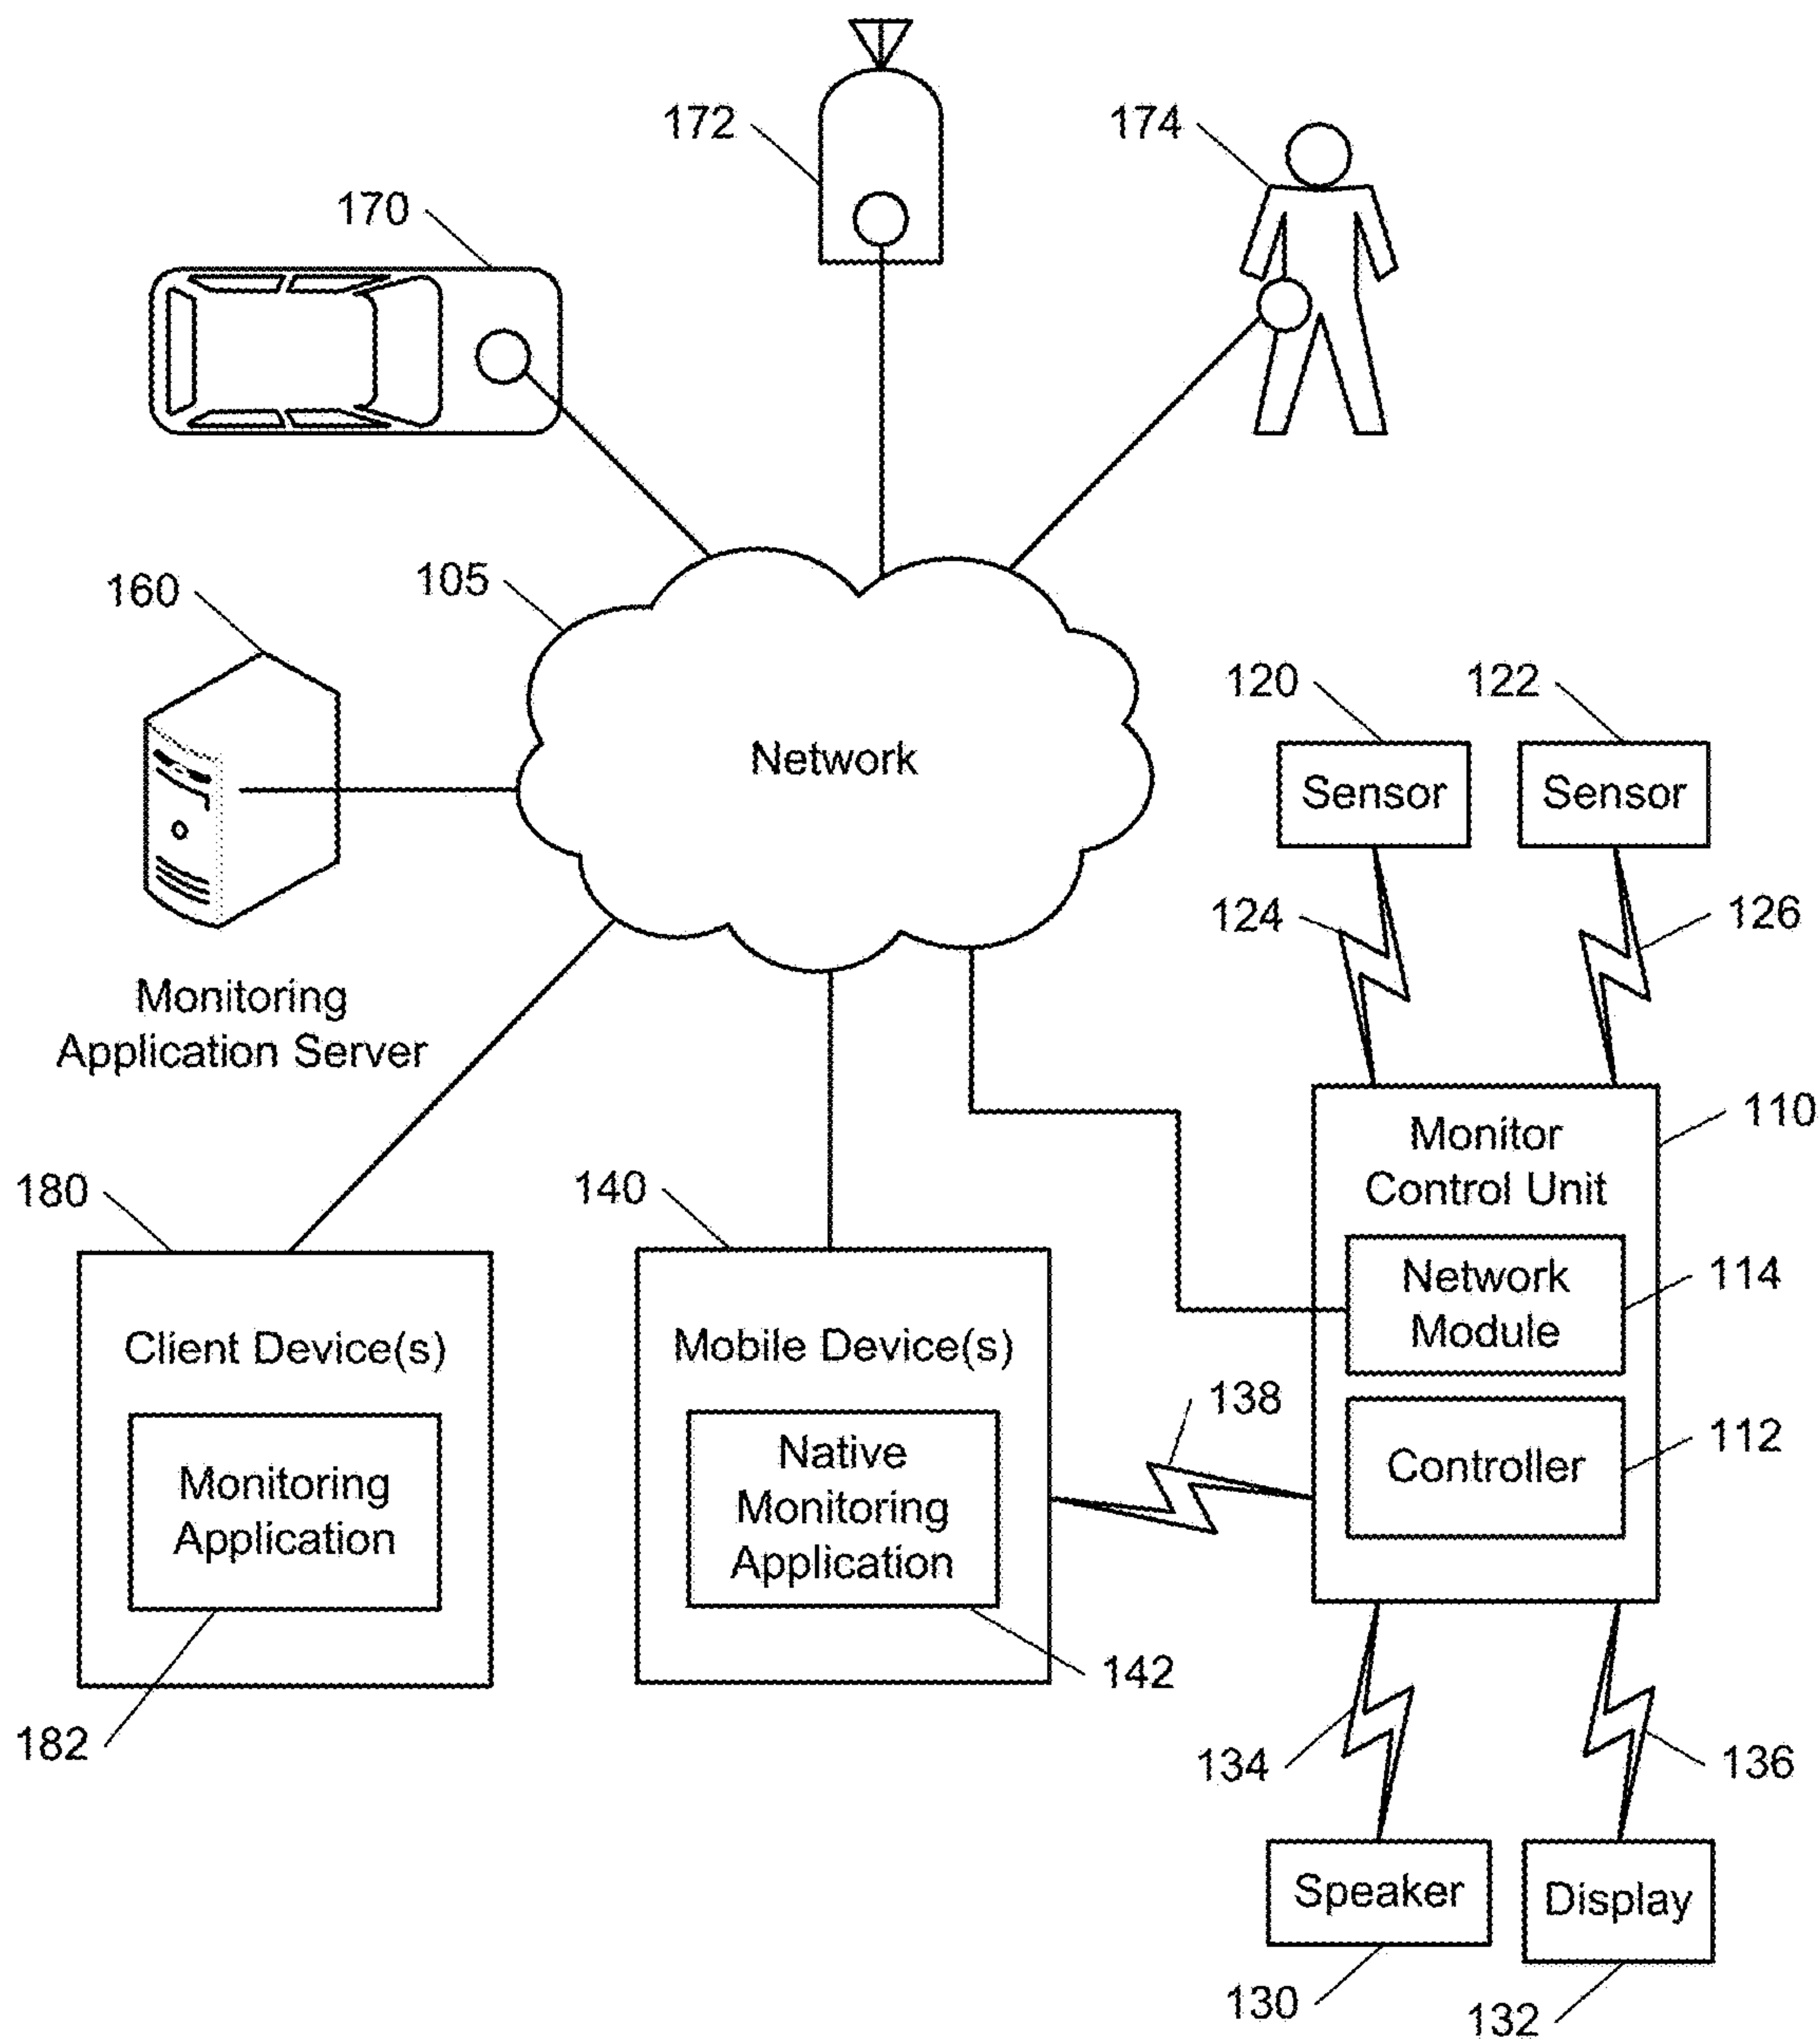 172
174
170
160
105
Network
120
122
Sensor
Sensor
124
126
Monitoring
Application Server
110
Monitor
Control Unit
180
140
Network
Module
114
Client Device(s)
Mobile Device(s)
138
Controller
112
Monitoring
Application
Native
Monitoring
Application
142
182
134
136
Speaker
Display
130
132